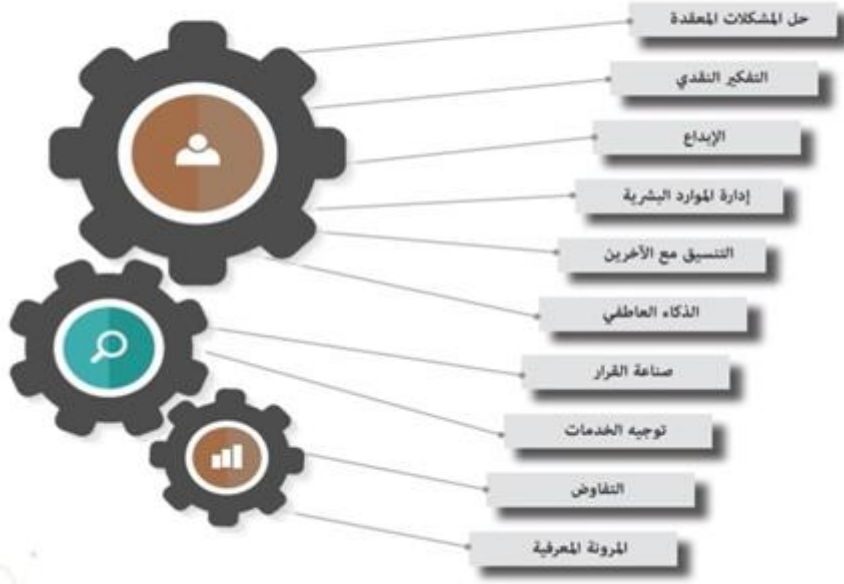 حل المشكلات المعقدة
التفكير النقدي
الإبداع
إدارة الموارد البشرية
التنسيق مع الآخرين
الذكاء العاطفي
صناعة القرار
توجيه الخدمات
التفاوض
المرونة المعرفية